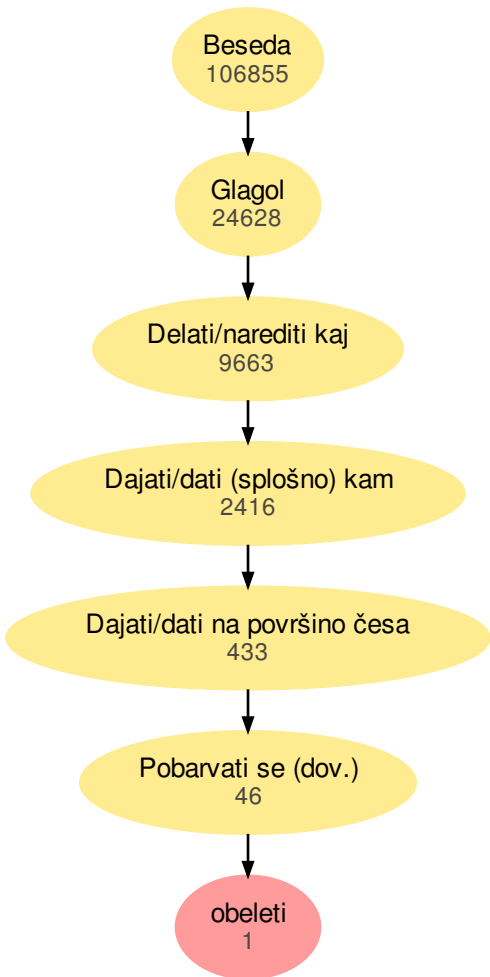 Beseda
106855
Glagol
24628
Delati/narediti kaj
9663
Dajati/dati (splošno) kam
2416
Dajati/dati na površino česa
433
Pobarvati se (dov.)
46
obeleti
1